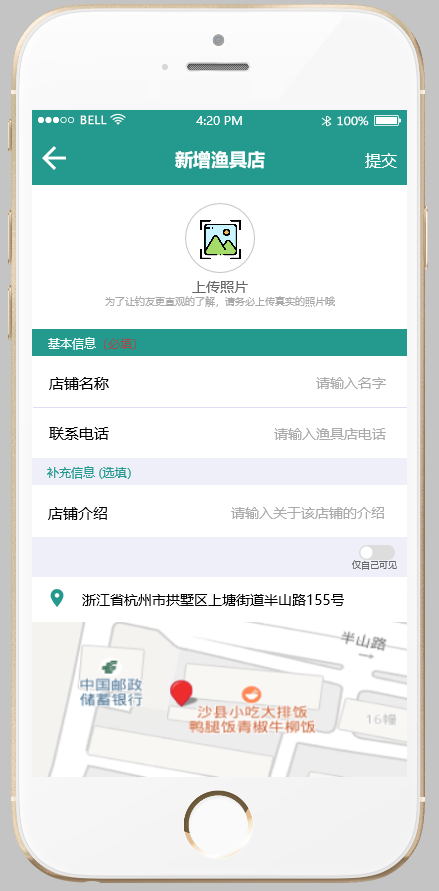 BELL 4:20 PM 100%
新增渔具店 提交
上传照片
为了让钓友更直观的了解，请务必上传真实的照片哦
基本信息 (必填)
店铺名称 请输入名字
联系电话 请输入渔具店电话
补充信息 (选填)
店铺介绍 请输入关于该店铺的介绍
仅自己可见
浙江省杭州市拱墅区上塘街道半山路155号
半山路
中国邮政
储蓄银行
沙县小吃大排饭
鸭腿饭青椒牛柳饭
16幢